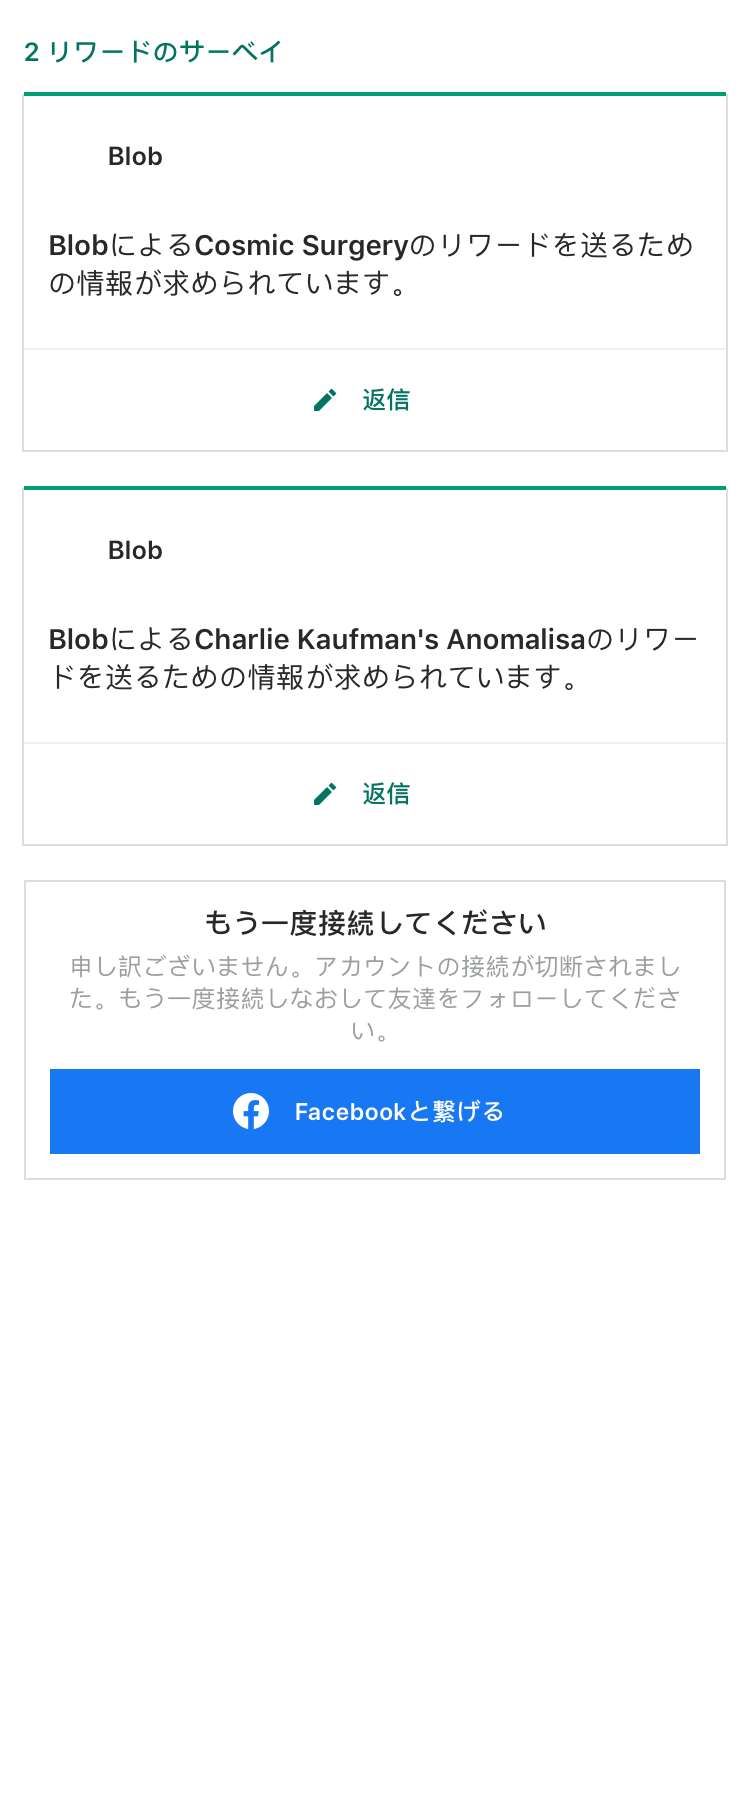 2 リワードのサーベイ
Blob
BlobによるCosmic Surgeryのリワードを送るため
の情報が求められています。
返信
Blob
BlobによるCharlie Kaufman's Anomalisaのリワー
ドを送るための情報が求められています。
返信
もう一度接続してください
申し訳ございません。アカウントの接続が切断されまし
た。もう一度接続しなおして友達をフォローしてくださ
い。
Facebookと繋げる